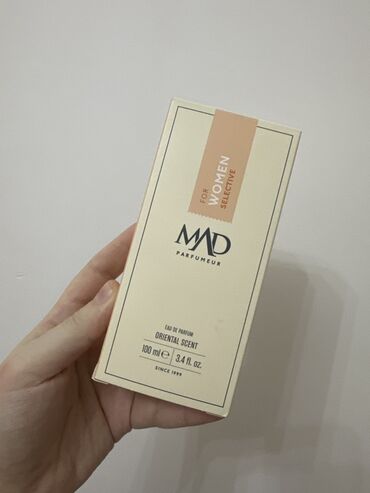 FOR
WOMEN
SELECTIVE
MAD
PARFUMEUR
EAU DE PARFUM
ORIENTAL SCENT
100 ml ℮ 3.4 fl. oz.
SINCE 1999